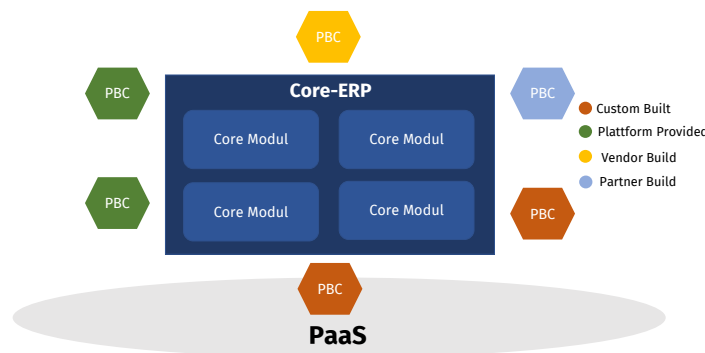 PBC
PBC
Core-ERP
PBC
Core Modul
Core Modul
Custom Built
Plattform Provided
Vendor Build
Partner Build
PBC
Core Modul
Core Modul
PBC
PBC
PaaS